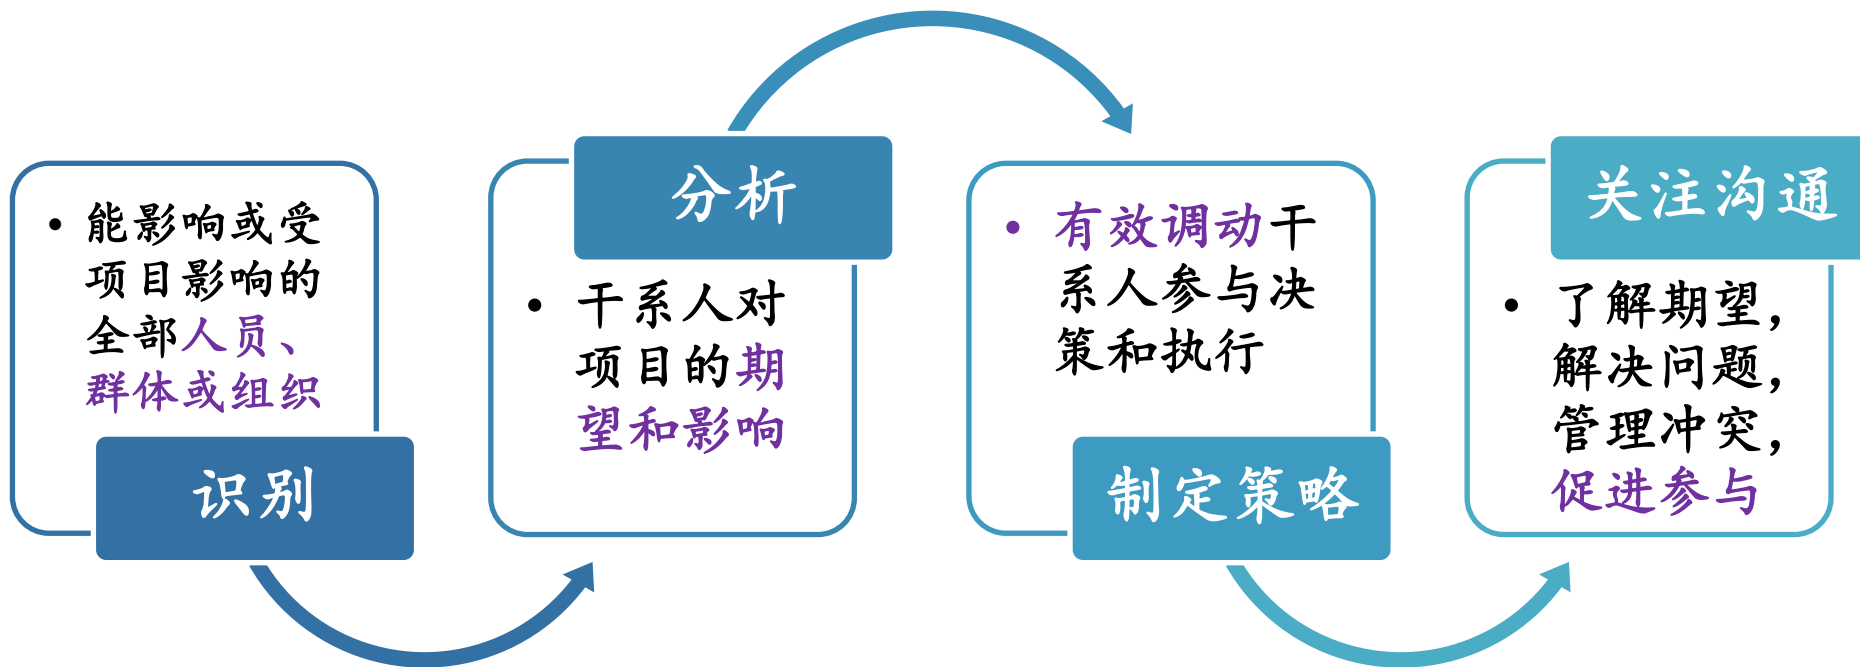 • 能影响或受
项目影响的
全部人员、
群体或组织
识别
分析
• 干系人对
项目的期
望和影响
• 有效调动干
系人参与决
策和执行
制定策略
关注沟通
• 了解期望，
解决问题，
管理冲突，
促进参与